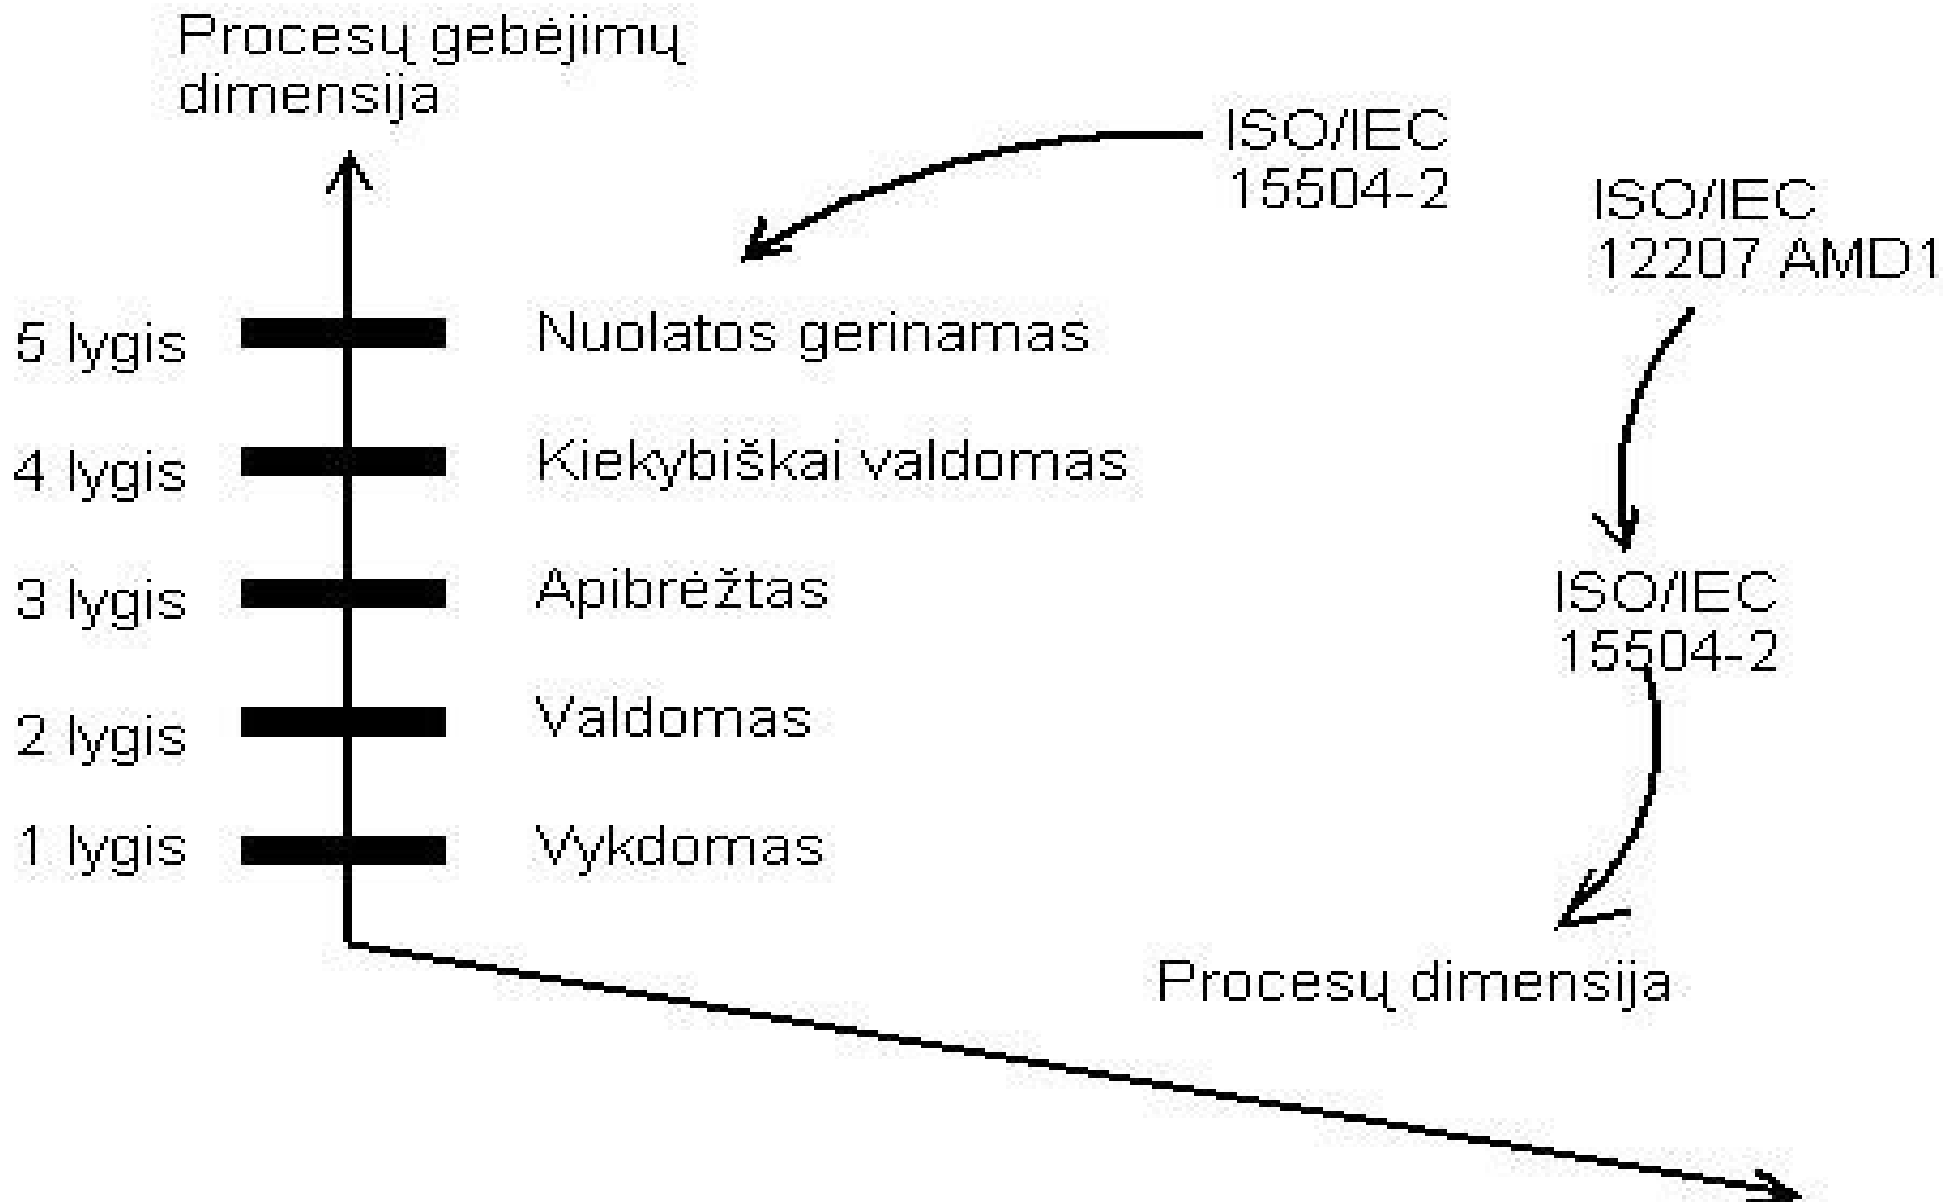 Procesų gebėjimų
dimensija
ISO/IEC
15504-2
ISO/IEC
12207 AMD1
5 lygis
Nuolatos gerinamas
4 lygis
Kiekybiškai valdomas
3 lygis
Apibrėžtas
ISO/IEC
15504-2
2 lygis
Valdomas
1 lygis
Vykdomas
Procesų dimensija